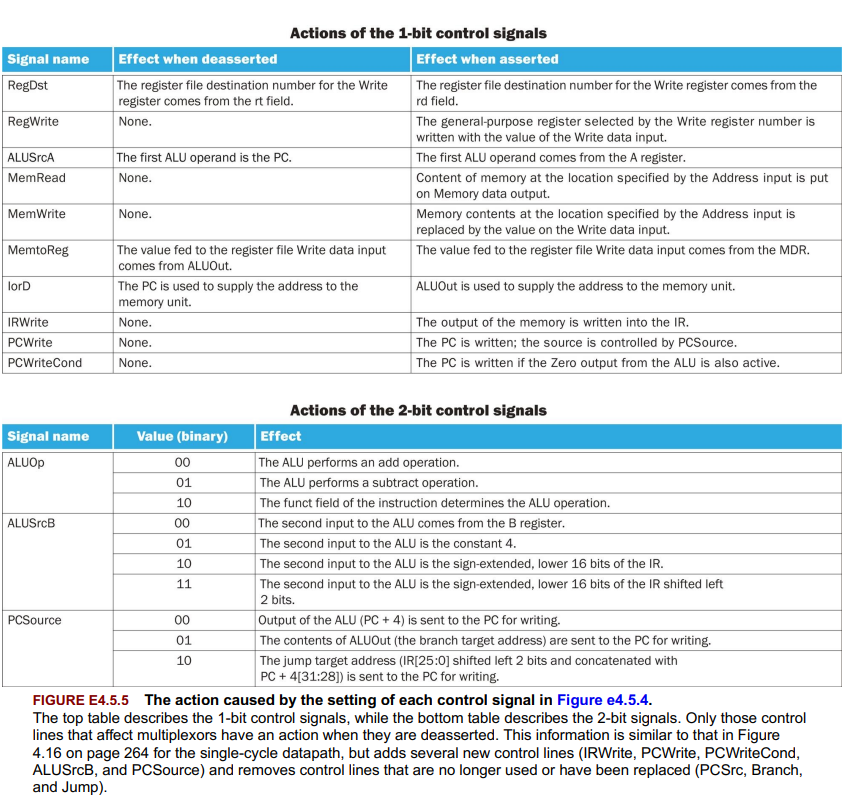 Actions of the 1-bit control signals
Signal name Effect when deasserted Effect when asserted
RegDst The register file destination number for the Write The register file destination number for the Write register comes from the
register comes from the rt field. rd field.
RegWrite None. The general-purpose register selected by the Write register number is
written with the value of the Write data input.
ALUSrcA The first ALU operand is the PC. The first ALU operand comes from the A register.
MemRead None. Content of memory at the location specified by the Address input is put
on Memory data output.
MemWrite None. Memory contents at the location specified by the Address input is
replaced by the value on the Write data input.
MemtoReg The value fed to the register file Write data input The value fed to the register file Write data input comes from the MDR.
comes from ALUOut.
IorD The PC is used to supply the address to the ALUOut is used to supply the address to the memory unit.
memory unit.
IRWrite None. The output of the memory is written into the IR.
PCWrite None. The PC is written; the source is controlled by PCSource.
PCWriteCond None. The PC is written if the Zero output from the ALU is also active.
Actions of the 2-bit control signals
Signal name Value (binary) Effect
ALUOp 00 The ALU performs an add operation.
01 The ALU performs a subtract operation.
10 The funct field of the instruction determines the ALU operation.
ALUSrcB 00 The second input to the ALU comes from the B register.
01 The second input to the ALU is the constant 4.
10 The second input to the ALU is the sign-extended, lower 16 bits of the IR.
11 The second input to the ALU is the sign-extended, lower 16 bits of the IR shifted left
2 bits.
PCSource 00 Output of the ALU (PC + 4) is sent to the PC for writing.
01 The contents of ALUOut (the branch target address) are sent to the PC for writing.
10 The jump target address (IR[25:0] shifted left 2 bits and concatenated with
PC + 4[31:28]) is sent to the PC for writing.
FIGURE E4.5.5 The action caused by the setting of each control signal in Figure e4.5.4.
The top table describes the 1-bit control signals, while the bottom table describes the 2-bit signals. Only those control
lines that affect multiplexors have an action when they are deasserted. This information is similar to that in Figure
4.16 on page 264 for the single-cycle datapath, but adds several new control lines (IRWrite, PCWrite, PCWriteCond,
ALUSrcB, and PCSource) and removes control lines that are no longer used or have been replaced (PCSrc, Branch,
and Jump).